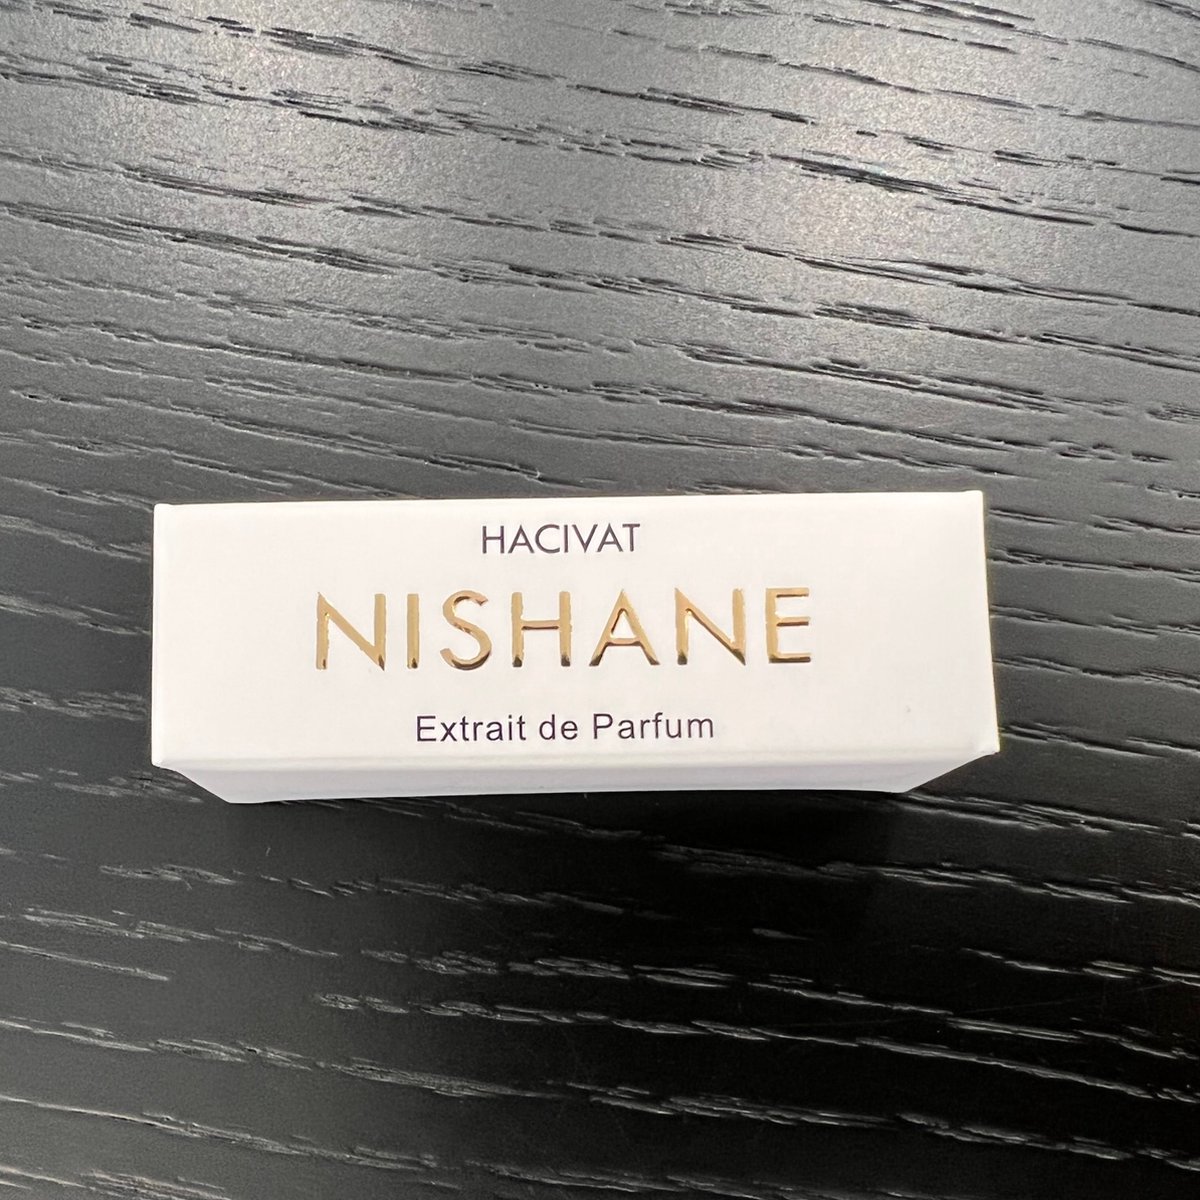 HACIVAT
NISHANE
Extrait de Parfum